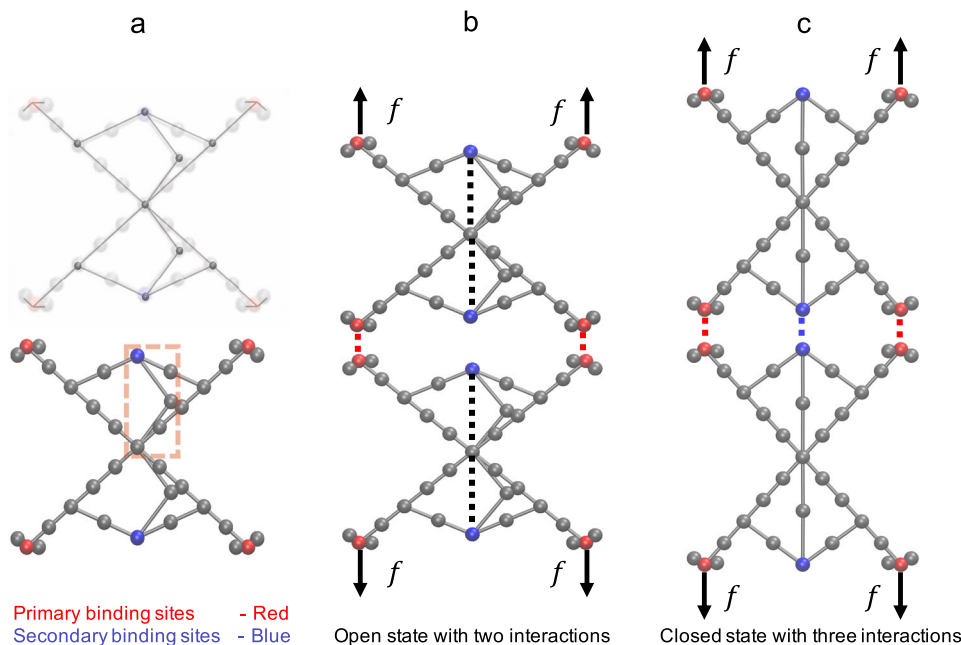 a
b
c
f
f
f
f
f
f
f
f
Primary binding sites - Red
Secondary binding sites - Blue
Open state with two interactions
Closed state with three interactions